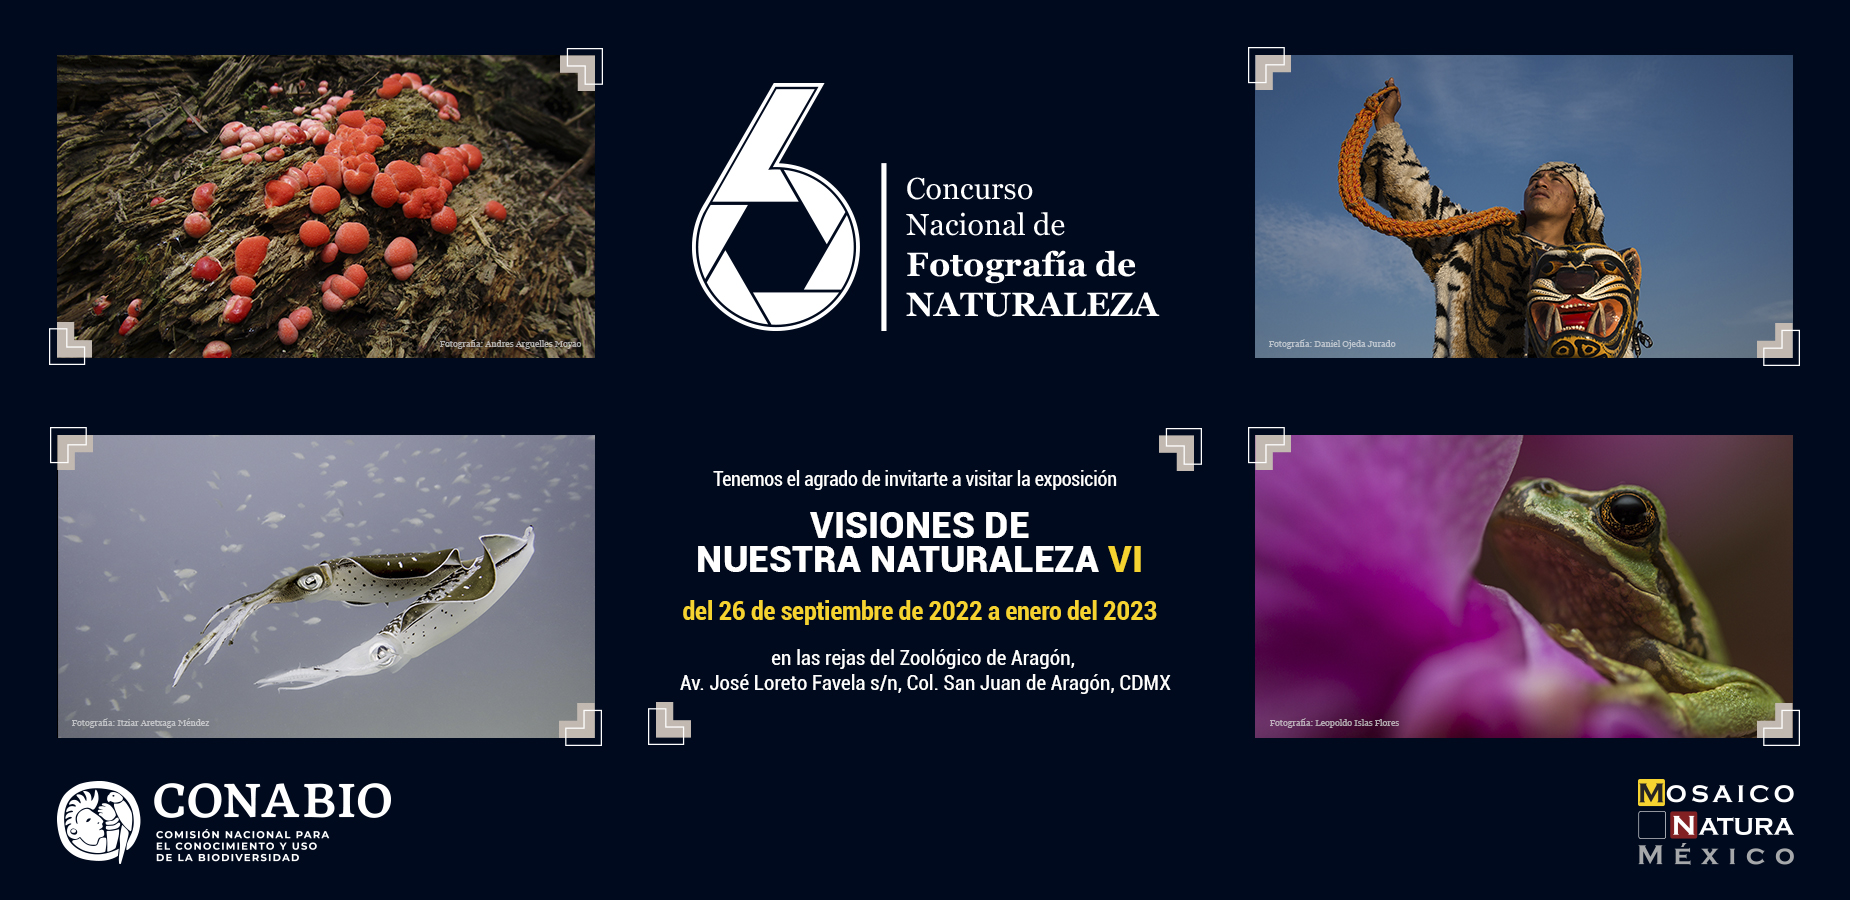 Fotografía: Andres Arguelles Moyao
6
Concurso
Nacional de
Fotografía de
NATURALEZA
Fotografía: Daniel Ojeda Jurado
Fotografía: Itziar Aretxaga Méndez
Tenemos el agrado de invitarte a visitar la exposición
VISIONES DE
NUESTRA NATURALEZA VI
del 26 de septiembre de 2022 a enero del 2023
en las rejas del Zoológico de Aragón,
Av. José Loreto Favela s/n, Col. San Juan de Aragón, CDMX
Fotografía: Leopoldo Islas Flores
CONABIO
COMISIÓN NACIONAL PARA
EL CONOCIMIENTO Y USO
DE LA BIODIVERSIDAD
MOSAICO
NATURA
MÉXICO